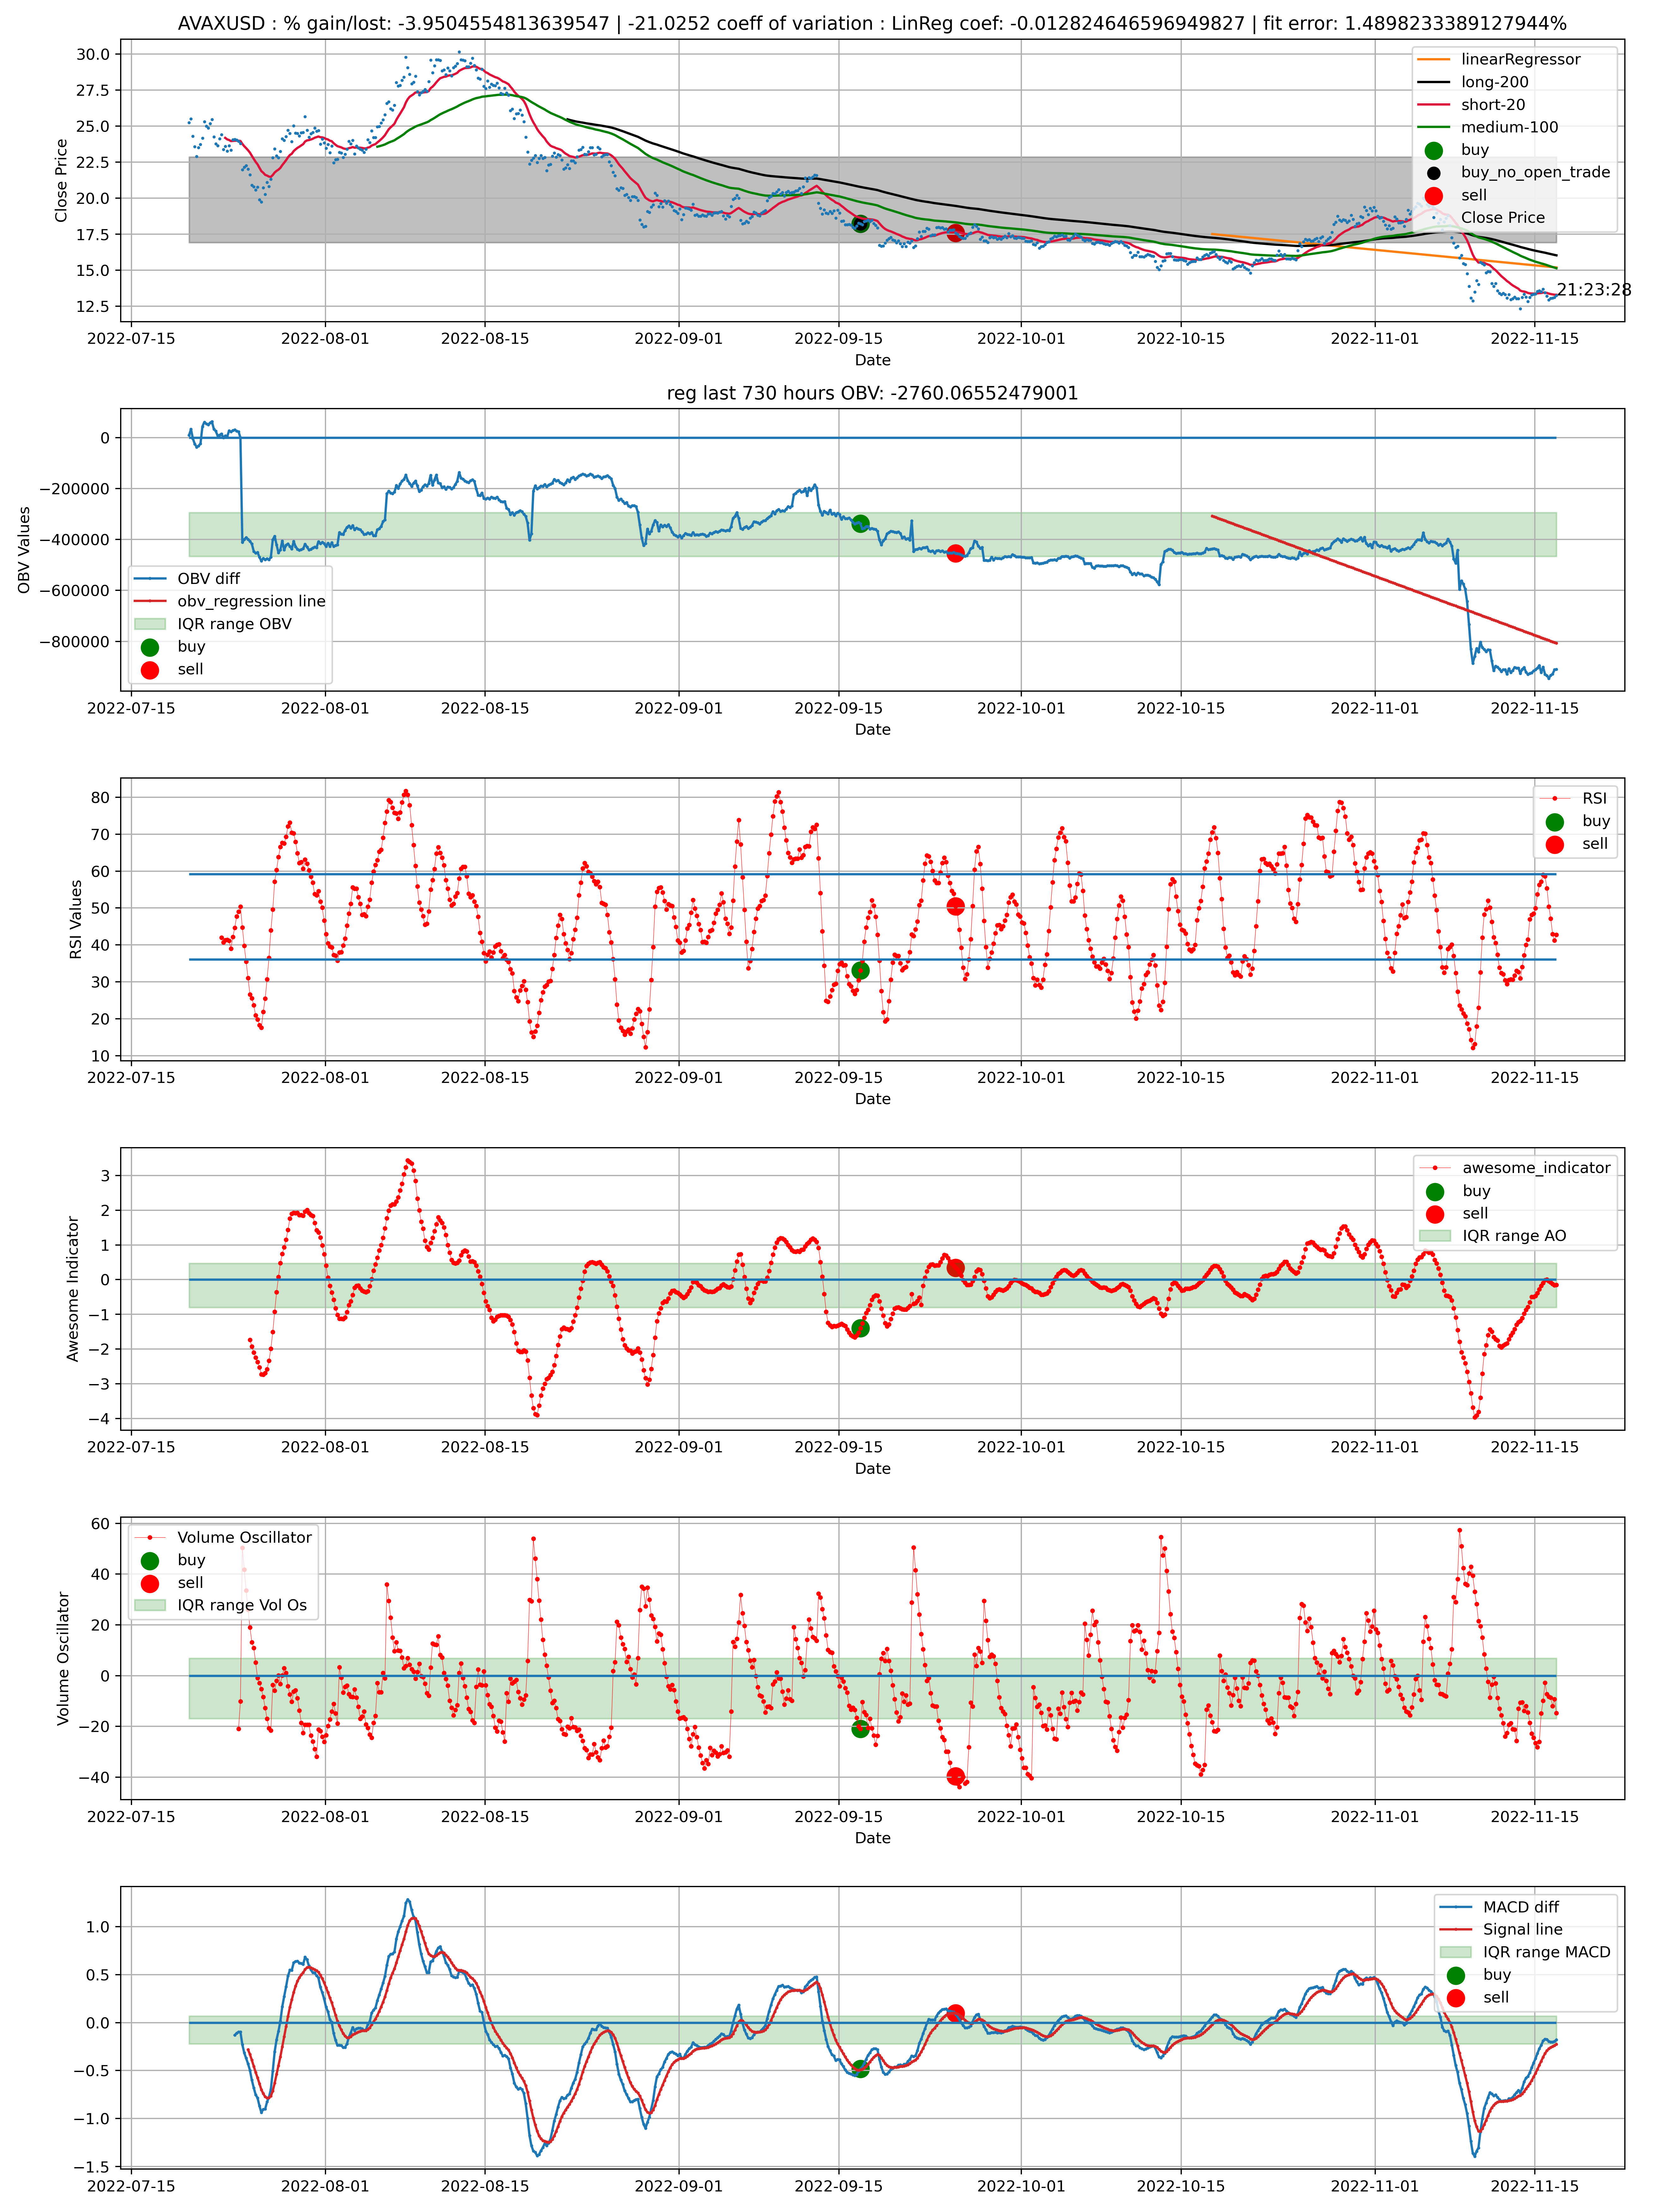 AVAXUSD : % gain/lost: -3.9504554813639547 | -21.0252 coeff of variation : LinReg coef: -0.012824646596949827 | fit error: 1.4898233389127944%
30.0
27.5
25.0
22.5
20.0
17.5
15.0
12.5
Close Price
linearRegressor
long-200
short-20
medium-100
buy
buy_no_open_trade
sell
Close Price
21:23:28
2022-07-15 2022-08-01 2022-08-15 2022-09-01 2022-09-15 2022-10-01 2022-10-15 2022-11-01 2022-11-15
Date
reg last 730 hours OBV: -2760.06552479001
0
−200000
−400000
−600000
−800000
OBV Values
OBV diff
obv_regression line
IQR range OBV
buy
sell
2022-07-15 2022-08-01 2022-08-15 2022-09-01 2022-09-15 2022-10-01 2022-10-15 2022-11-01 2022-11-15
Date
80
70
60
50
40
30
20
10
RSI Values
RSI
buy
sell
2022-07-15 2022-08-01 2022-08-15 2022-09-01 2022-09-15 2022-10-01 2022-10-15 2022-11-01 2022-11-15
Date
3
2
1
0
−1
−2
−3
−4
Awesome Indicator
awesome_indicator
buy
sell
IQR range AO
2022-07-15 2022-08-01 2022-08-15 2022-09-01 2022-09-15 2022-10-01 2022-10-15 2022-11-01 2022-11-15
Date
60
40
20
0
−20
−40
Volume Oscillator
Volume Oscillator
buy
sell
IQR range Vol Os
2022-07-15 2022-08-01 2022-08-15 2022-09-01 2022-09-15 2022-10-01 2022-10-15 2022-11-01 2022-11-15
Date
1.0
0.5
0.0
−0.5
−1.0
−1.5
MACD diff
Signal line
IQR range MACD
buy
sell
2022-07-15 2022-08-01 2022-08-15 2022-09-01 2022-09-15 2022-10-01 2022-10-15 2022-11-01 2022-11-15